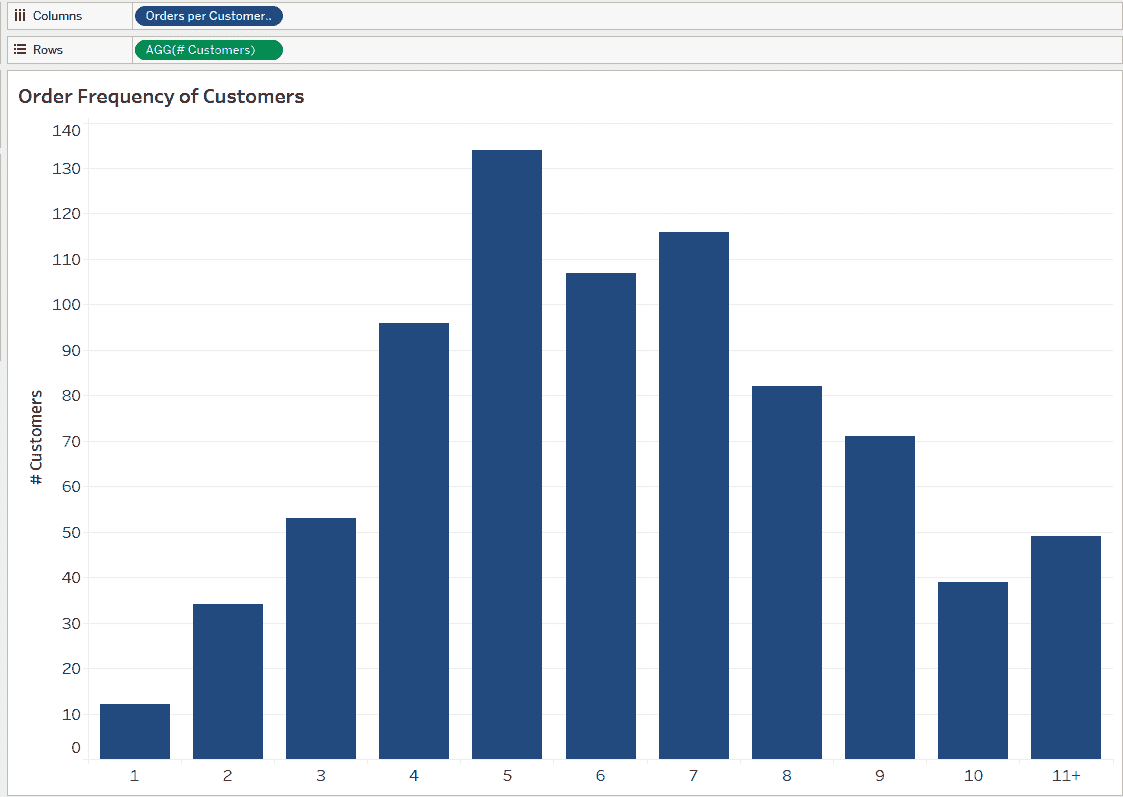 Columns
Orders per Customer..
Rows
AGG(# Customers)
Order Frequency of Customers
# Customers
140
130
120
110
100
90
80
70
60
50
40
30
20
10
0
1 2 3 4 5 6 7 8 9 10 11+